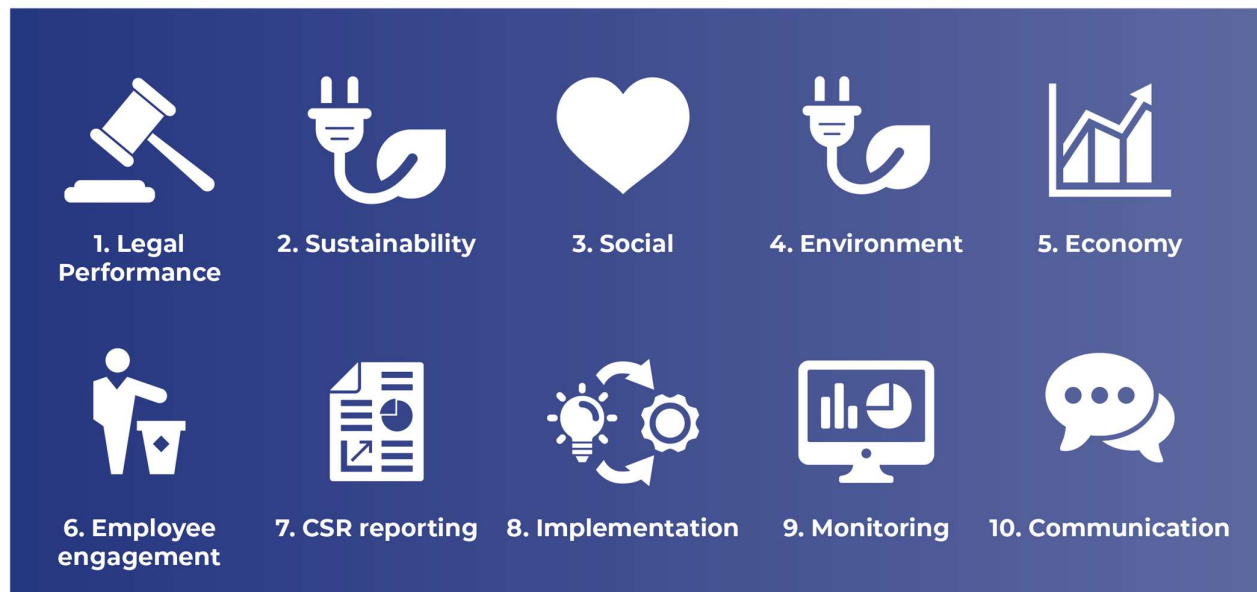 1. Legal
Performance
2. Sustainability
3. Social
4. Environment
5. Economy
6. Employee
engagement
7. CSR reporting
8. Implementation
9. Monitoring
10. Communication